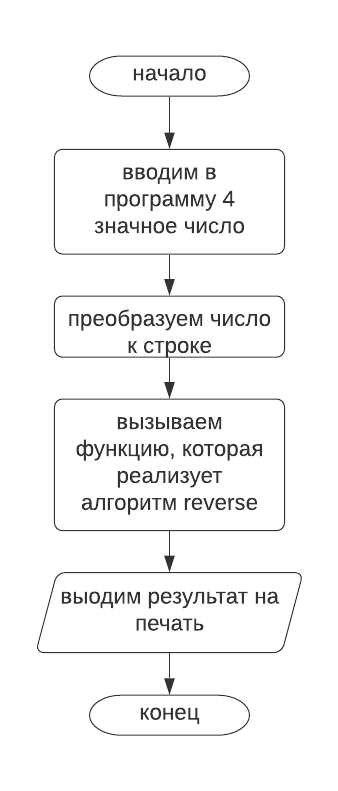 начало
вводим в
программу 4
значное число
преобразуем число
к строке
вызываем
функцию, которая
реализует
алгоритм reverse
выодим результат на
печать
конец